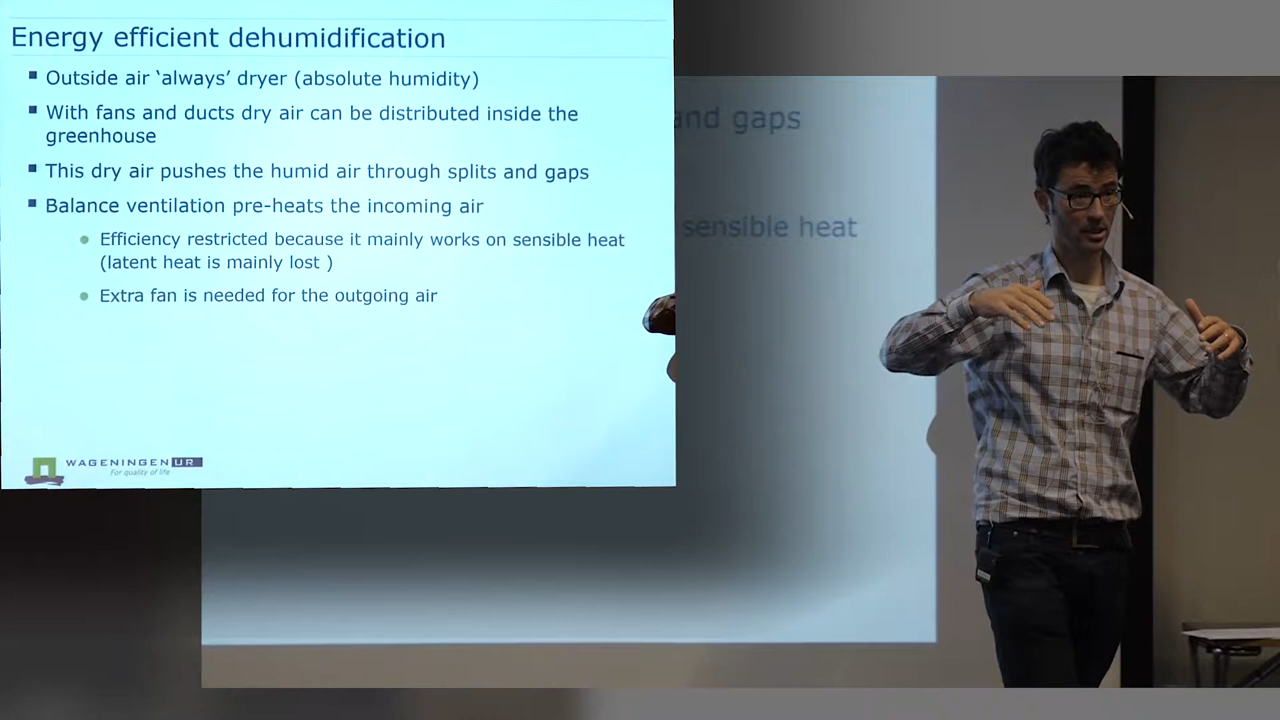 Energy efficient dehumidification
Outside air ‘always’ dryer (absolute humidity)
With fans and ducts dry air can be distributed inside the
greenhouse
This dry air pushes the humid air through splits and gaps
Balance ventilation pre-heats the incoming air
Efficiency restricted because it mainly works on sensible heat
(latent heat is mainly lost )
Extra fan is needed for the outgoing air
WAGENINGEN UR
For quality of life
and gaps
sensible heat